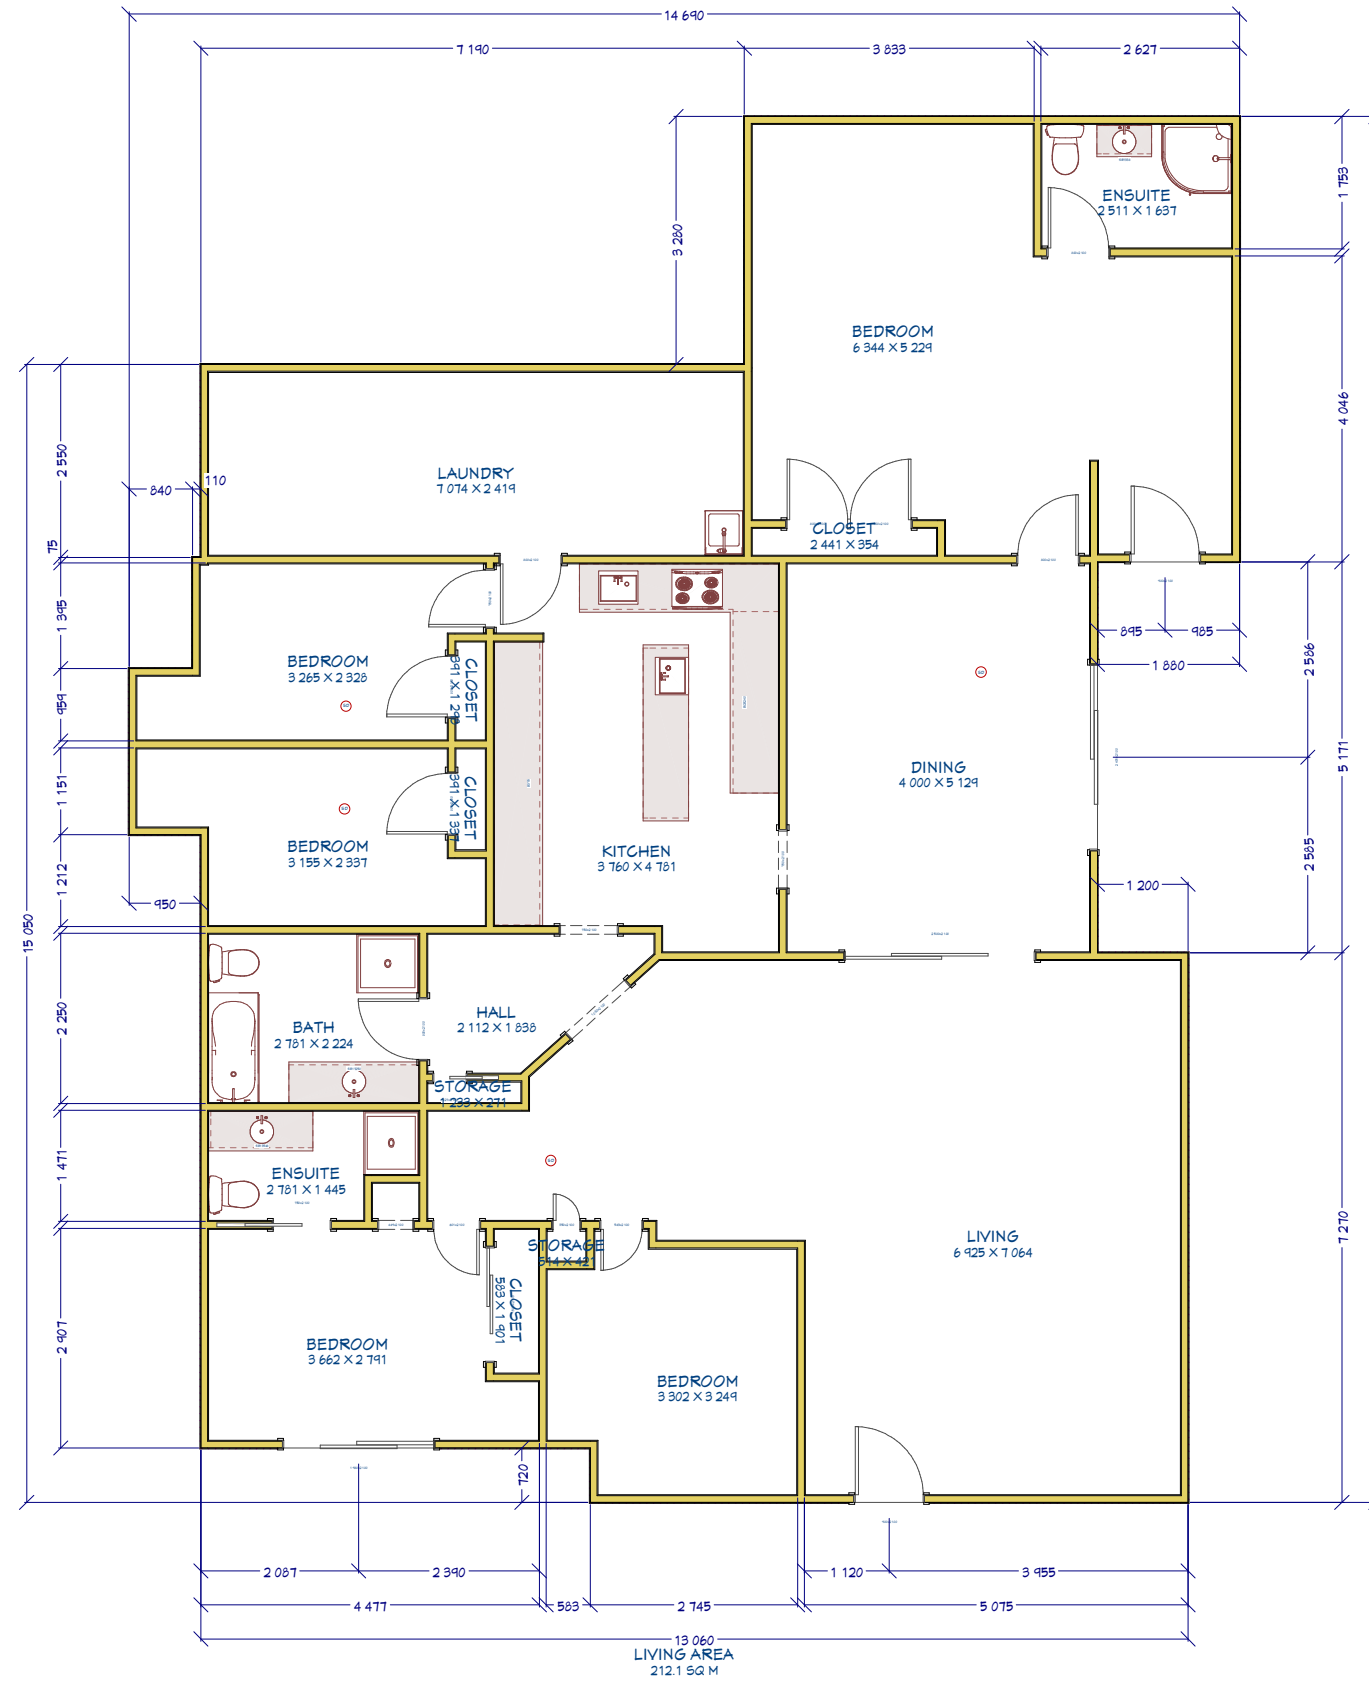 14 690
7 190
3 833
2 627
1 753
3 280
ENSUITE
2 511 X 1 637
BEDROOM
6 344 X 5 229
4 046
2 550
LAUNDRY
7 074 X 2 419
110
840
CLOSET
2 441 X 354
75
1 395
895
985
1 880
2 586
BEDROOM
3 265 X 2 328
CLOSET
959
5 171
DINING
4 000 X 5 129
1 151
CLOSET
BEDROOM
3 155 X 2 337
KITCHEN
3 760 X 4 781
2 585
1 212
1 200
950
15 050
2 250
HALL
2 112 X 1 838
BATH
2 781 X 2 224
STORAGE
1 233 X 271
1 471
ENSUITE
2 781 X 1 445
7 270
LIVING
6 925 X 7 064
STORAGE
514 X 421
CLOSET
583 X 1 901
2 907
BEDROOM
3 662 X 2 791
BEDROOM
3 302 X 3 249
720
2 087
2 390
1 120
3 955
4 477
583
2 745
5 075
13 060
LIVING AREA
212.1 SQ M